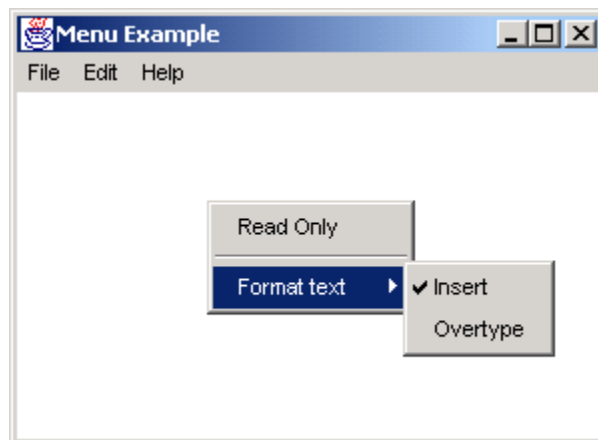 Menu Example
File Edit Help
Read Only
Format text
Insert
Overtype